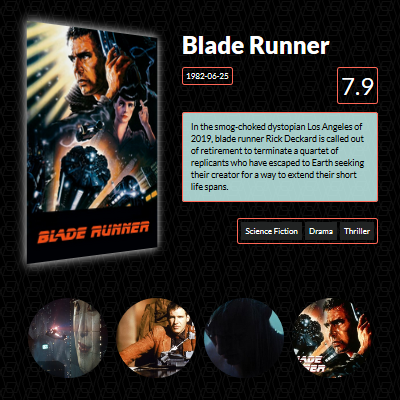 Blade Runner
1982-06-25
7.9
In the smog-choked dystopian Los Angeles of
2019, blade runner Rick Deckard is called out
of retirement to terminate a quartet of
replicants who have escaped to Earth seeking
their creator for a way to extend their short
life spans.
BLADE RUNNER
Science Fiction
Drama
Thriller